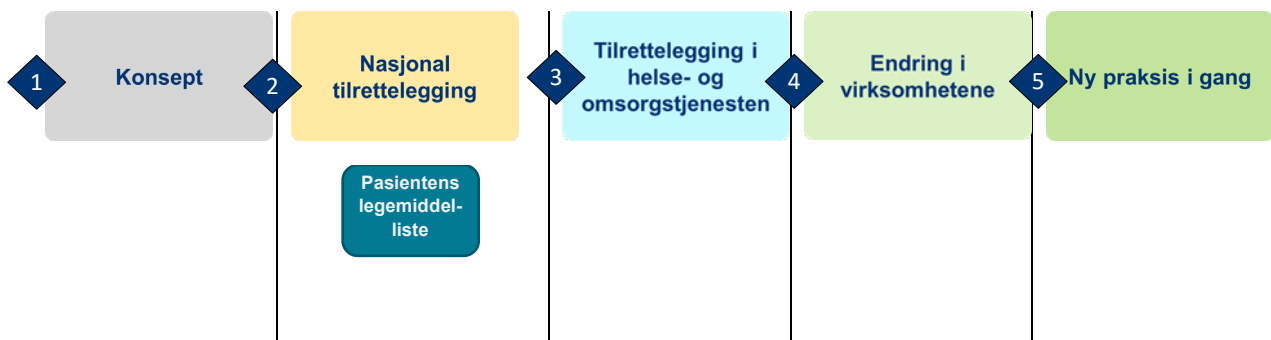 1
Konsept
2
Nasjonal
tilrettelegging
3
Tilrettelegging i
helse- og
omsorgstjenesten
4
Endring i
virksomhetene
5
Ny praksis i gang
Pasientens
legemiddel-
liste